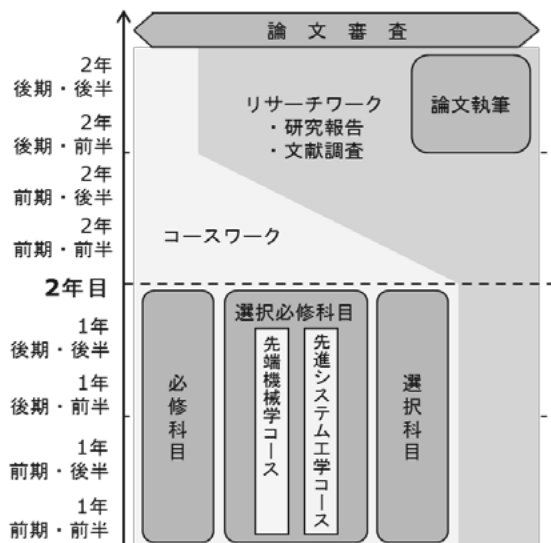 論文審査
2年
後期・後半
リサーチワーク
・研究報告
・文献調査
論文執筆
2年
後期・前半
2年
前期・後半
2年
前期・前半
コースワーク
2年目
1年
後期・後半
1年
後期・前半
1年
前期・後半
1年
前期・前半
必修科目
選択必修科目
先端機械学コース
先進システム工学コース
選択科目